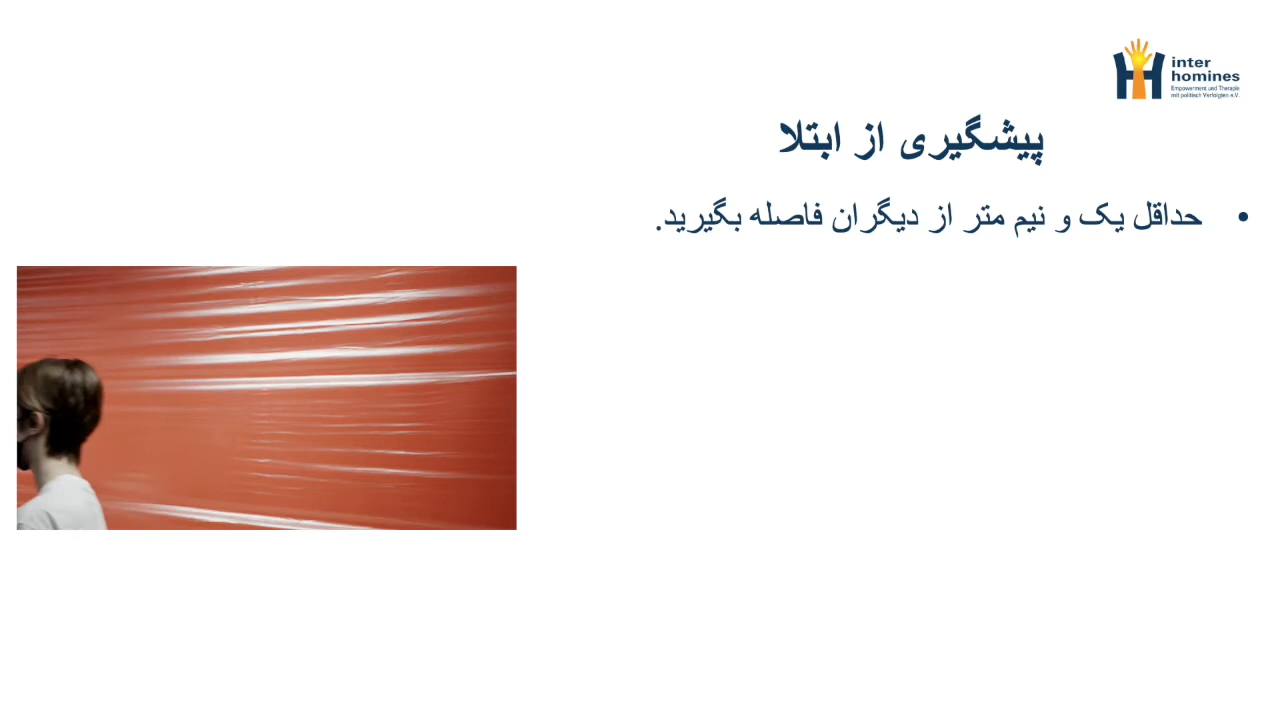 inter
homines
Empowerment und Therapie
mit politisch Verfolgten e.V.
پیشگیری از ابتلا
• حداقل یک و نیم متر از دیگران فاصله بگیرید.